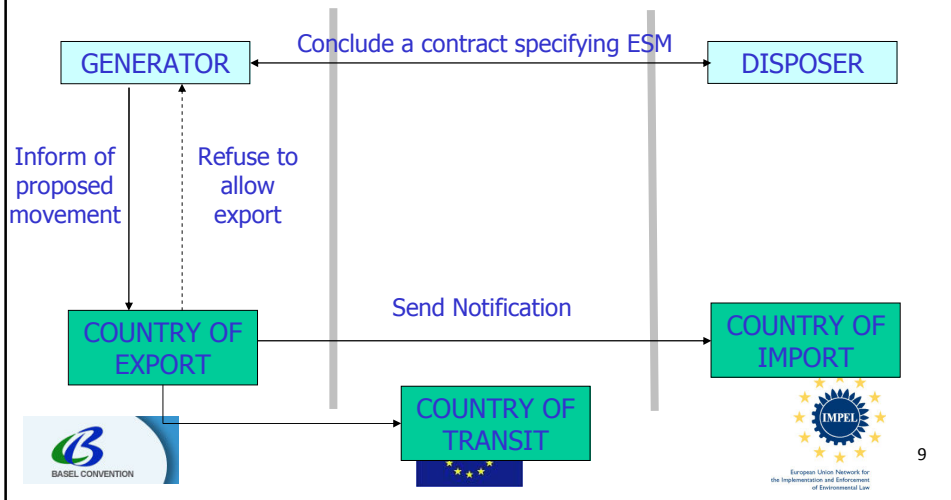 Conclude a contract specifying ESM
GENERATOR
DISPOSER
Inform of
proposed
movement
Refuse to
allow
export
Send Notification
COUNTRY OF
EXPORT
COUNTRY OF
IMPORT
COUNTRY OF
TRANSIT
BASEL CONVENTION
IMPEL
European Union Network for
the Implementation and Enforcement
of Environmental Law
9